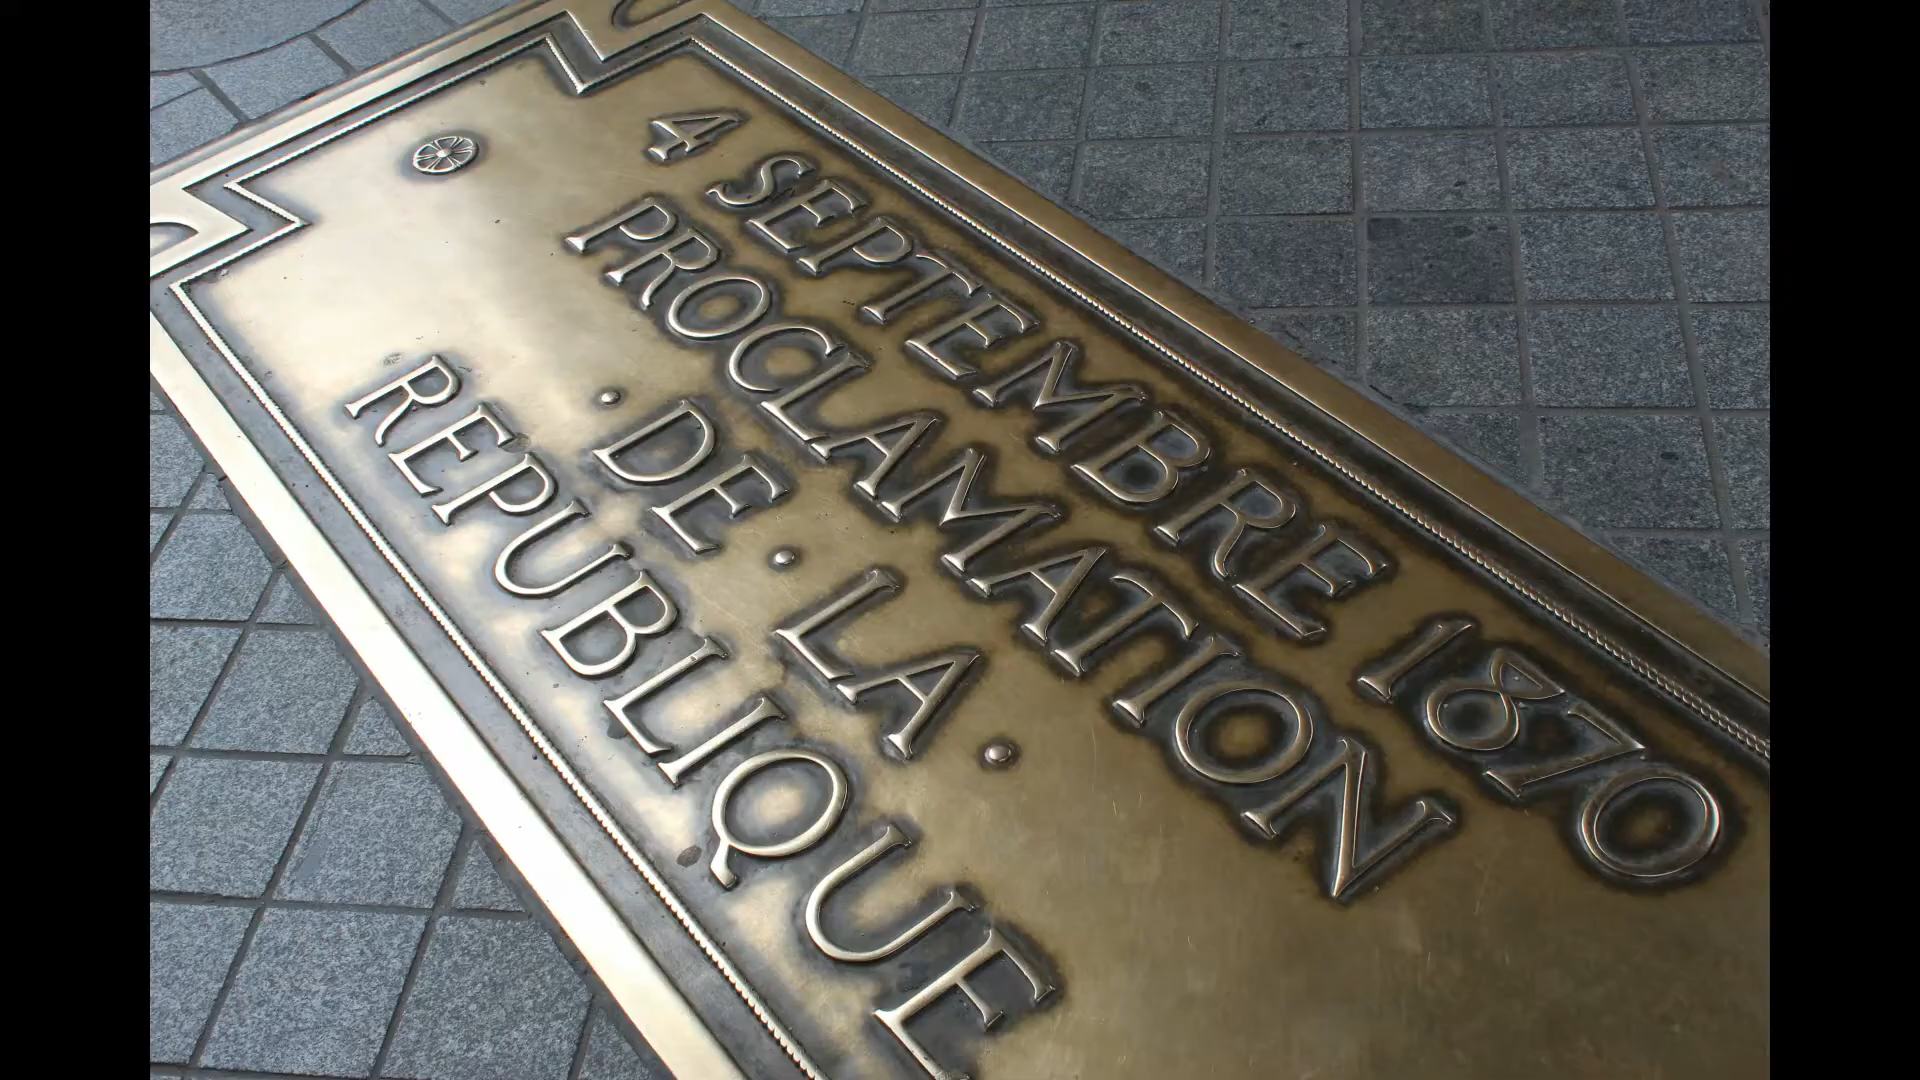 4 SEPTEMBRE 1870
PROCLAMATION
· DE · LA ·
REPUBLIQUE